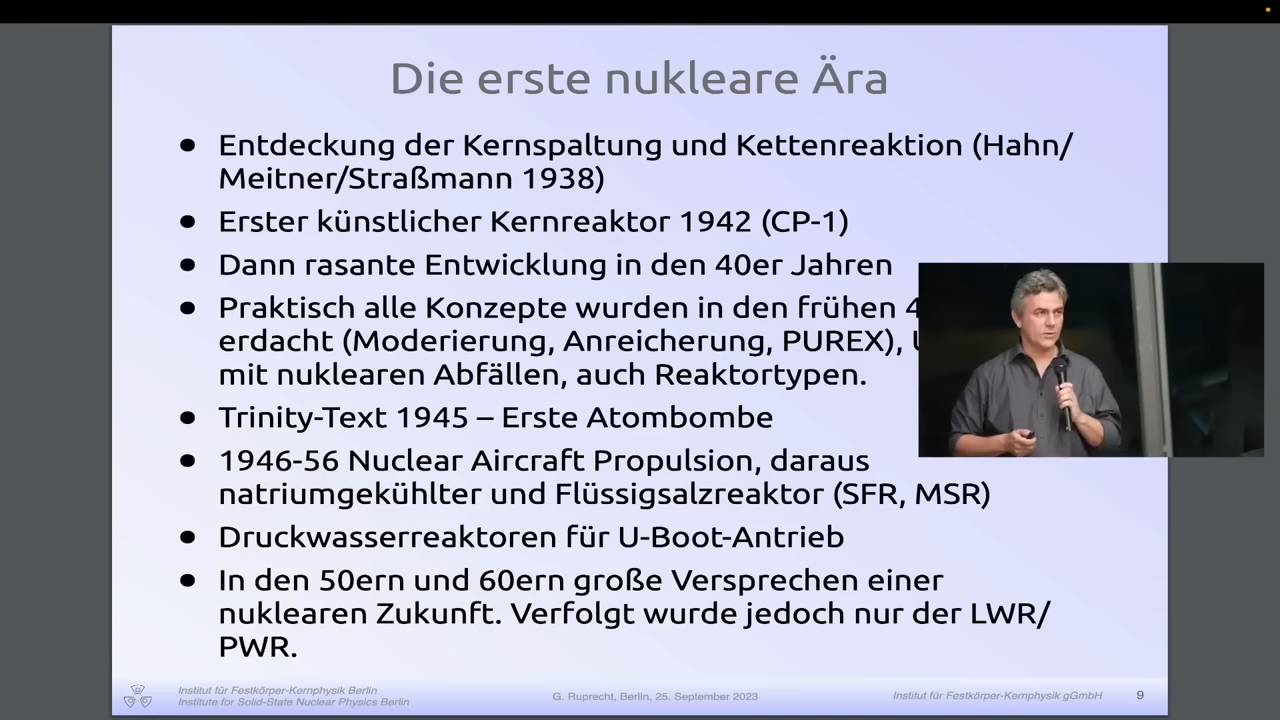 Die erste nukleare Ära
● Entdeckung der Kernspaltung und Kettenreaktion (Hahn/
Meitner/Straßmann 1938)
● Erster künstlicher Kernreaktor 1942 (CP-1)
● Dann rasante Entwicklung in den 40er Jahren
● Praktisch alle Konzepte wurden in den frühen
erdacht (Moderierung, Anreicherung, PUREX),
mit nuklearen Abfällen, auch Reaktortypen.
● Trinity-Text 1945 – Erste Atombombe
● 1946-56 Nuclear Aircraft Propulsion, daraus
natriumgekühlter und Flüssigsalzreaktor (SFR, MSR)
● Druckwasserreaktoren für U-Boot-Antrieb
● In den 50ern und 60ern große Versprechen einer
nuklearen Zukunft. Verfolgt wurde jedoch nur der LWR/
PWR.
Institut für Festkörper-Kernphysik Berlin
Institute for Solid-State Nuclear Physics Berlin
G. Ruprecht, Berlin, 25. September 2023
Institut für Festkörper-Kernphysik gGmbH
9